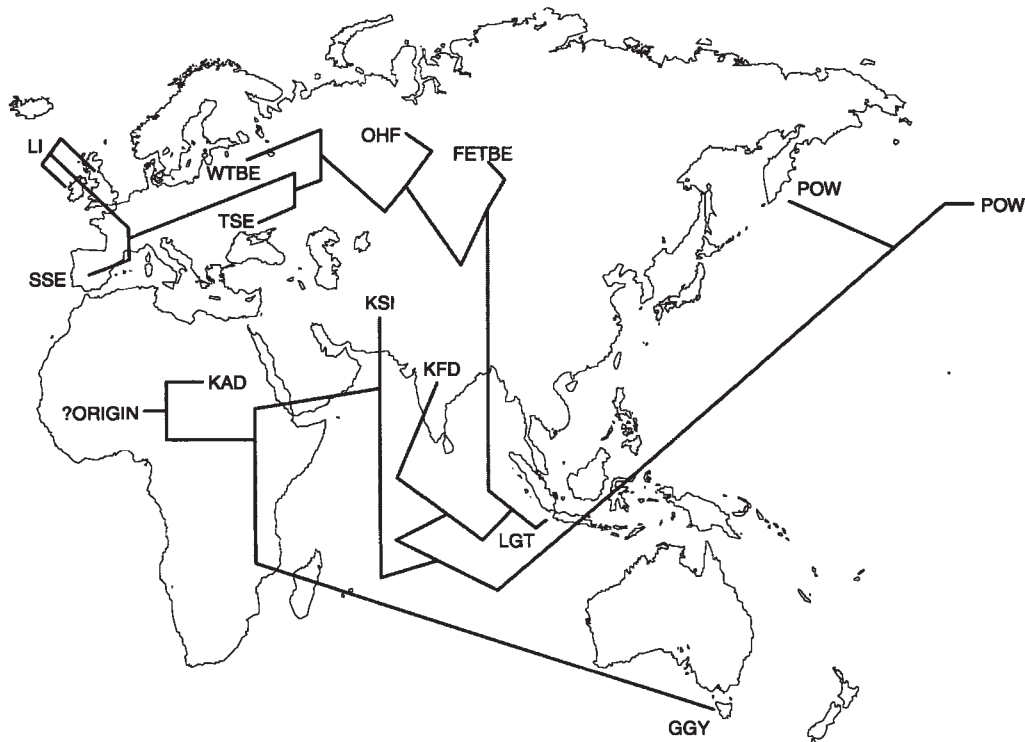 LI
OHF
FETBE
WTBE
POW
POW
TSE
SSE
KSI
KFD
KAD
?ORIGIN
LGT
GGY